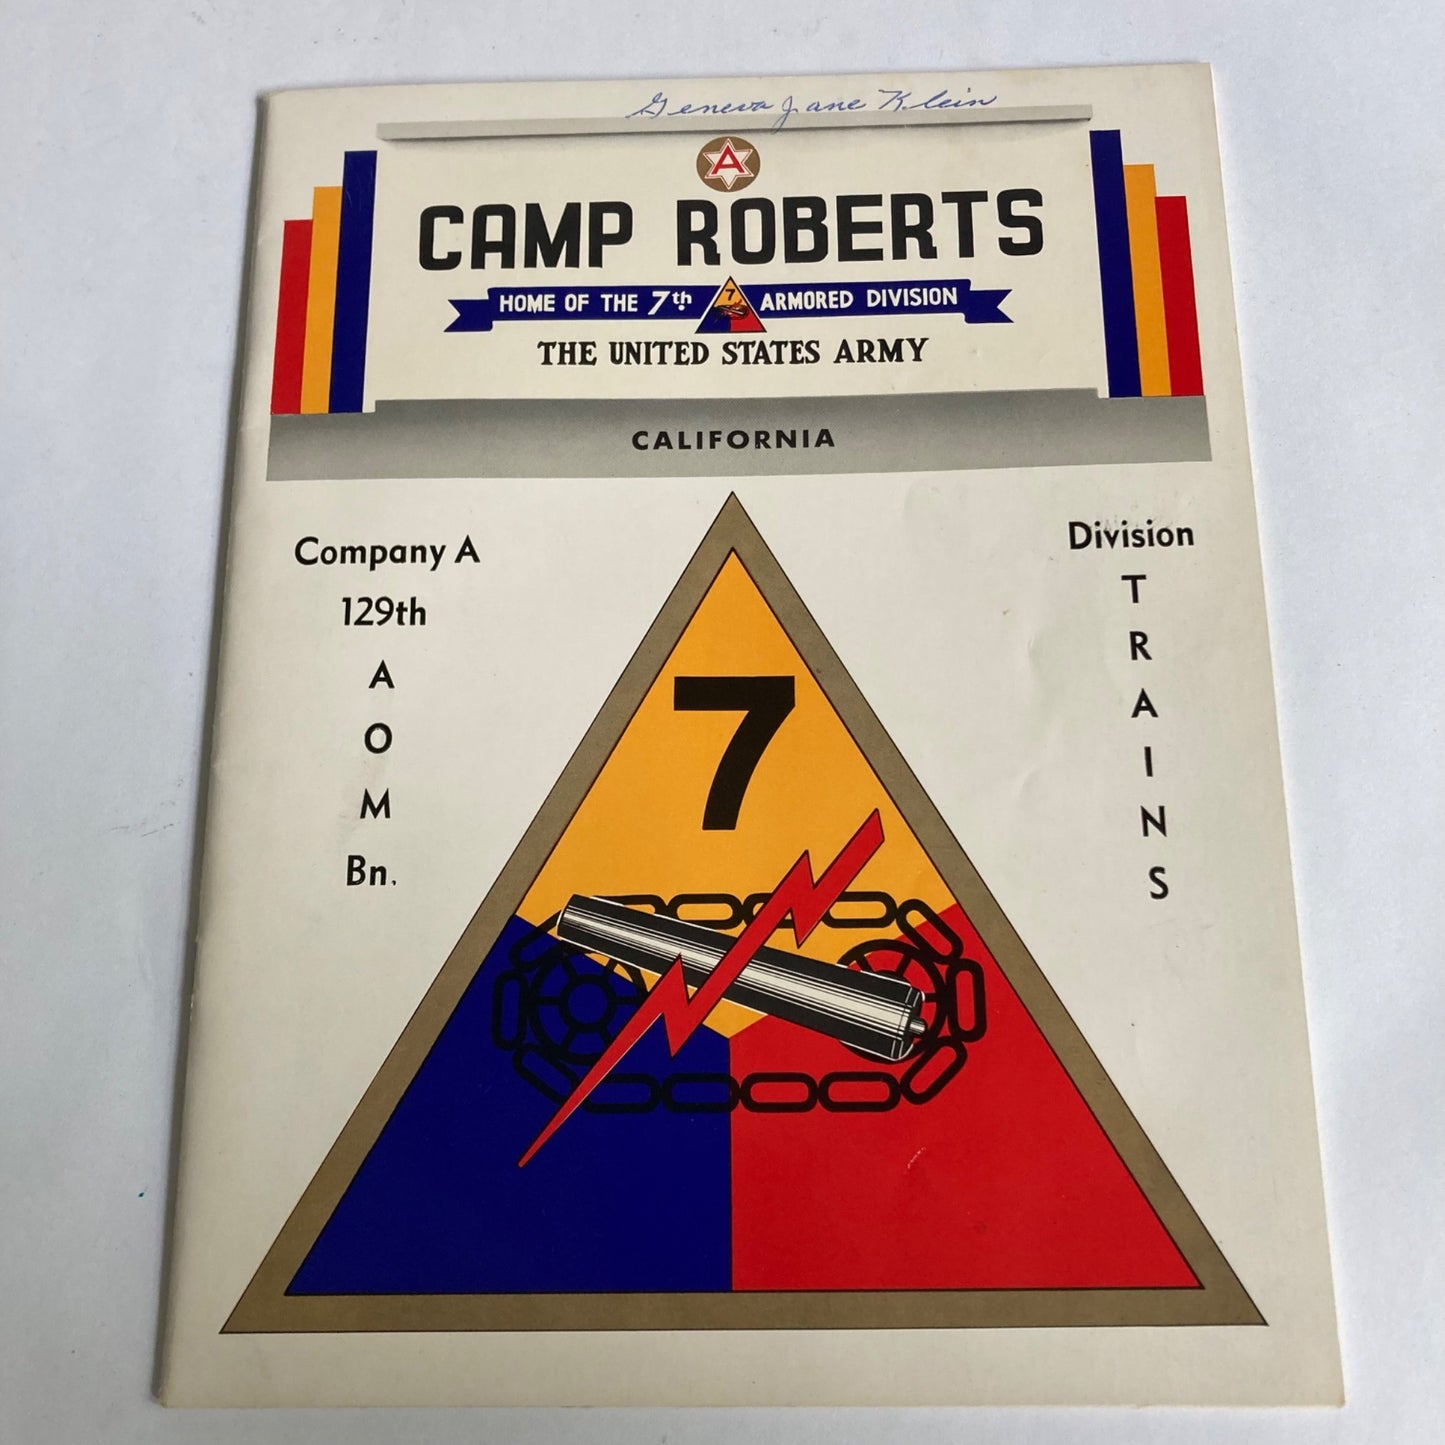 Geneva Jane Klein
A
CAMP ROBERTS
HOME OF THE 7th 7 ARMORED DIVISION
THE UNITED STATES ARMY
CALIFORNIA
Company A
129th
A
O
M
Bn.
Division
T
R
A
I
N
S
7